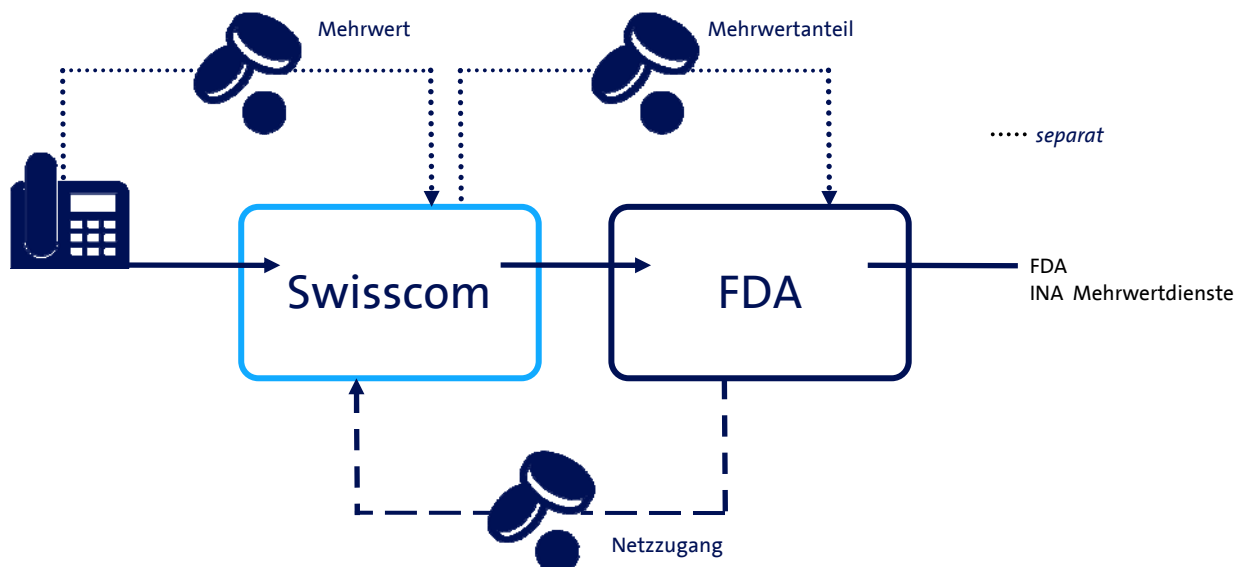 Mehrwert
Mehrwertanteil
separat
Swisscom
FDA
FDA
INA Mehrwertdienste
Netzzugang